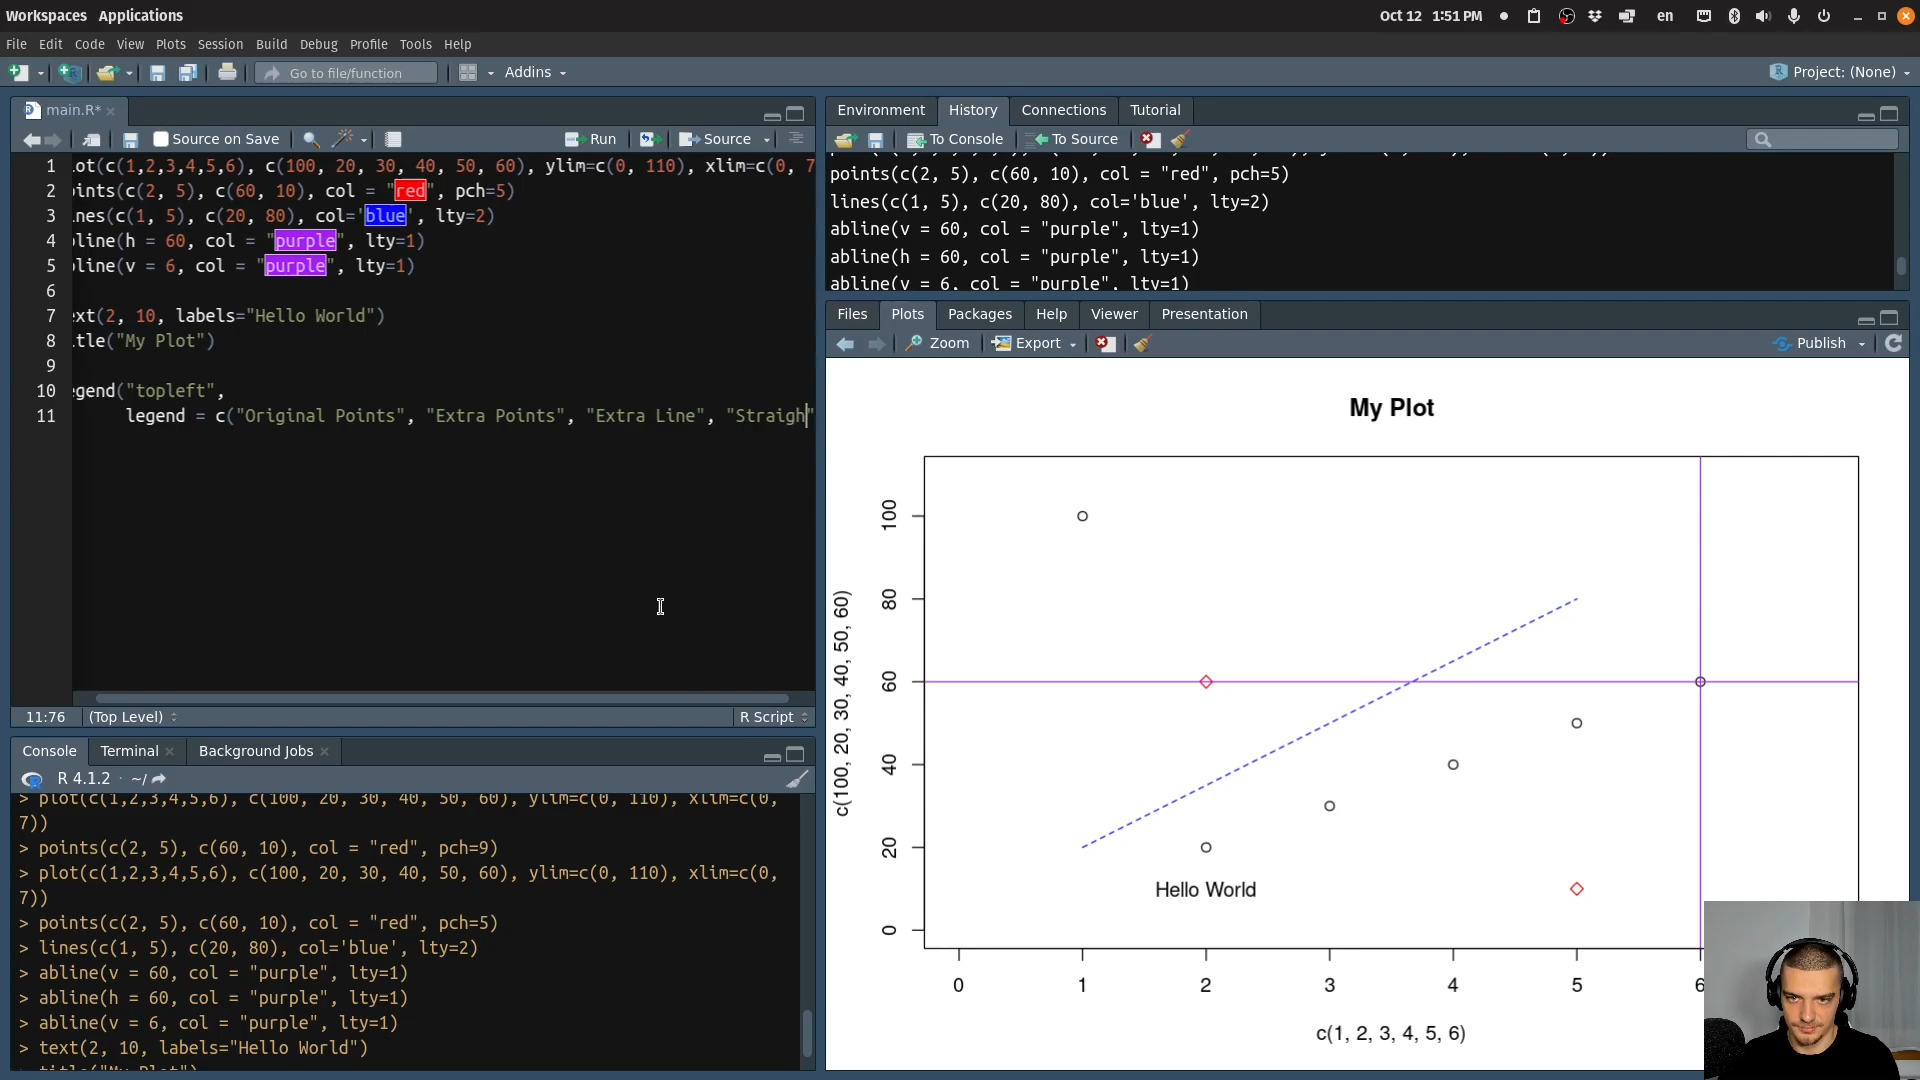 Workspaces Applications
Oct 12 1:51 PM
en
File Edit Code View Plots Session Build Debug Profile Tools Help
Go to file/function
Addins
Project: (None)
main.R*
Source on Save
Run
Source
1 lot(c(1,2,3,4,5,6), c(100, 20, 30, 40, 50, 60), ylim=c(0, 110), xlim=c(0, 7
2 ints(c(2, 5), c(60, 10), col = "red", pch=5)
3 nes(c(1, 5), c(20, 80), col='blue', lty=2)
4 line(h = 60, col = "purple", lty=1)
5 line(v = 6, col = "purple", lty=1)
6
7 ext(2, 10, labels="Hello World")
8 tle("My Plot")
9
10 egend("topleft",
11 legend = c("Original Points", "Extra Points", "Extra Line", "Straigh"
11:76 (Top Level) R Script
Console Terminal Background Jobs
R 4.1.2 · ~/
> plot(c(1,2,3,4,5,6), c(100, 20, 30, 40, 50, 60), ylim=c(0, 110), xlim=c(0,
7))
> points(c(2, 5), c(60, 10), col = "red", pch=9)
> plot(c(1,2,3,4,5,6), c(100, 20, 30, 40, 50, 60), ylim=c(0, 110), xlim=c(0,
7))
> points(c(2, 5), c(60, 10), col = "red", pch=5)
> lines(c(1, 5), c(20, 80), col='blue', lty=2)
> abline(v = 60, col = "purple", lty=1)
> abline(h = 60, col = "purple", lty=1)
> abline(v = 6, col = "purple", lty=1)
> text(2, 10, labels="Hello World")
> title("My Plot")
Environment History Connections Tutorial
To Console To Source
points(c(2, 5), c(60, 10), col = "red", pch=5)
lines(c(1, 5), c(20, 80), col='blue', lty=2)
abline(v = 60, col = "purple", lty=1)
abline(h = 60, col = "purple", lty=1)
abline(v = 6, col = "purple", lty=1)
Files Plots Packages Help Viewer Presentation
Zoom Export Publish
My Plot
c(100, 20, 30, 40, 50, 60)
100
80
60
40
20
0
Hello World
0 1 2 3 4 5 6
c(1, 2, 3, 4, 5, 6)